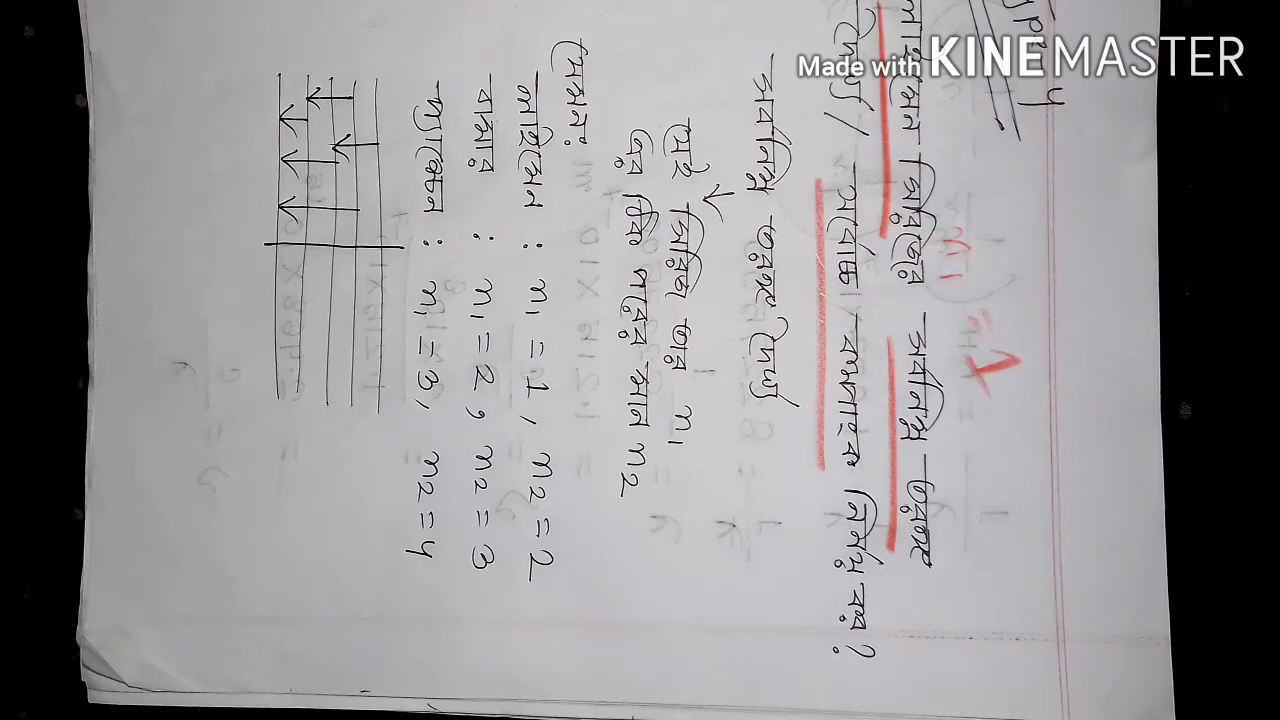 Made with KINEMASTER
লাইমেন সিরিজের সর্বনিম্ন তরঙ্গ
দৈর্ঘ্য / সর্বোচ্চ কম্পাংক নির্ণয় কর?
সর্বনিম্ন তরঙ্গ দৈর্ঘ্য
যেই সিরিজ তার n₁
এর ঠিক পরের মান n₂
যেমনঃ
লাইমেন : n₁ = 1, n₂ = 2
বামার : n₁ = 2, n₂ = 3
প্যাশ্চেন : n₁ = 3, n₂ = 4